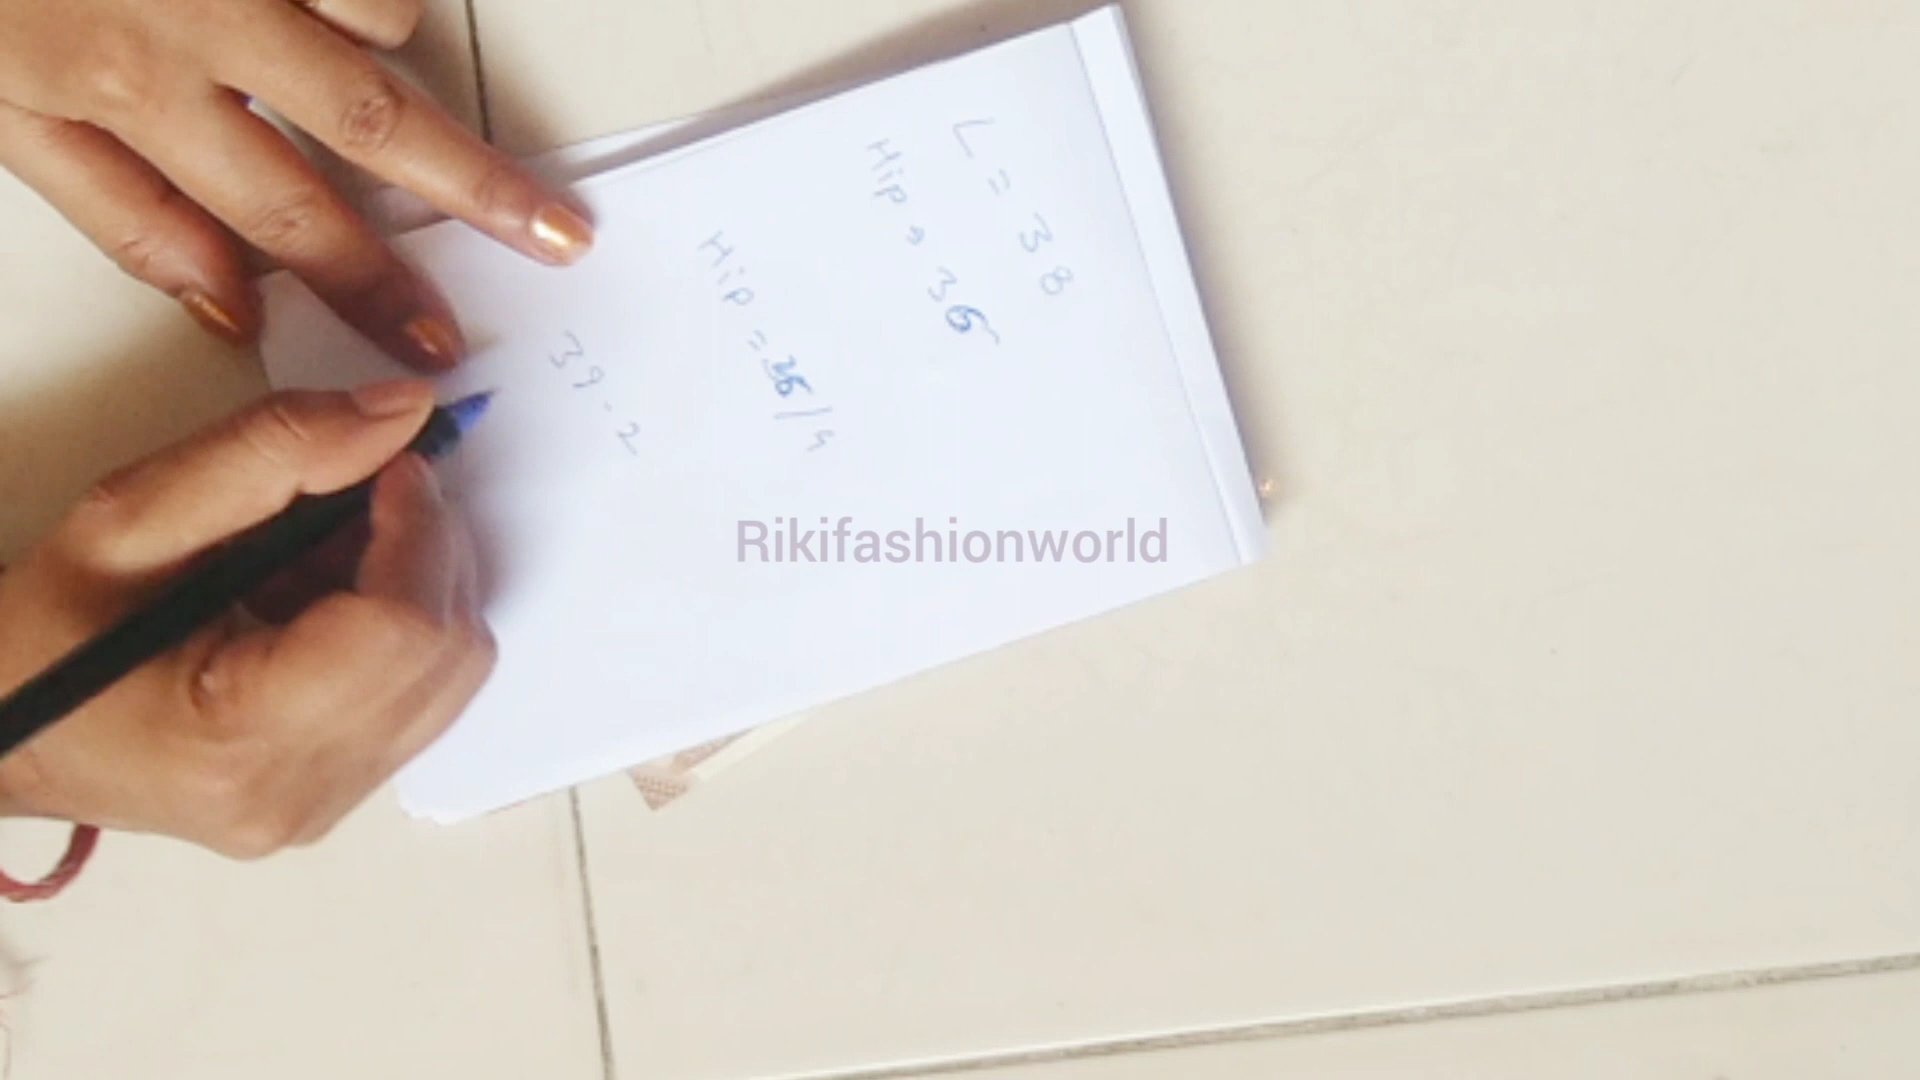 L = 38
Hip = 36
Hip = 36/4
39-2
Rikifashionworld